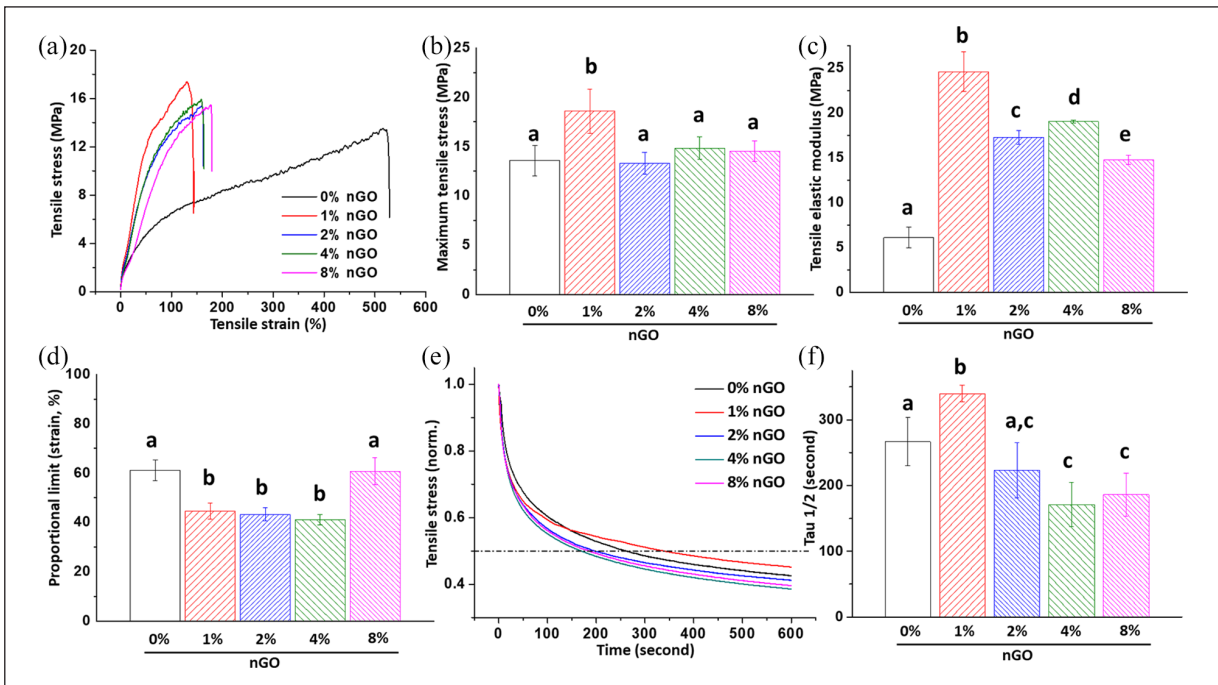 (a)
20
16
12
8
4
0
Tensile stress (MPa)
0% nGO
1% nGO
2% nGO
4% nGO
8% nGO
0 100 200 300 400 500 600
Tensile strain (%)
(b)
25
20
15
10
5
0
Maximum tensile stress (MPa)
a b a a a
0% 1% 2% 4% 8%
nGO
(c)
25
20
15
10
5
0
Tensile elastic modulus (MPa)
a b c d e
0% 1% 2% 4% 8%
nGO
(d)
100
80
60
40
20
0
Proportional limit (strain, %)
a b b b a
0% 1% 2% 4% 8%
nGO
(e)
1.0
0.8
0.6
0.4
Tensile stress (norm.)
0% nGO
1% nGO
2% nGO
4% nGO
8% nGO
0 100 200 300 400 500 600
Time (second)
(f)
300
200
100
0
Tau 1/2 (second)
a b a,c c c
0% 1% 2% 4% 8%
nGO